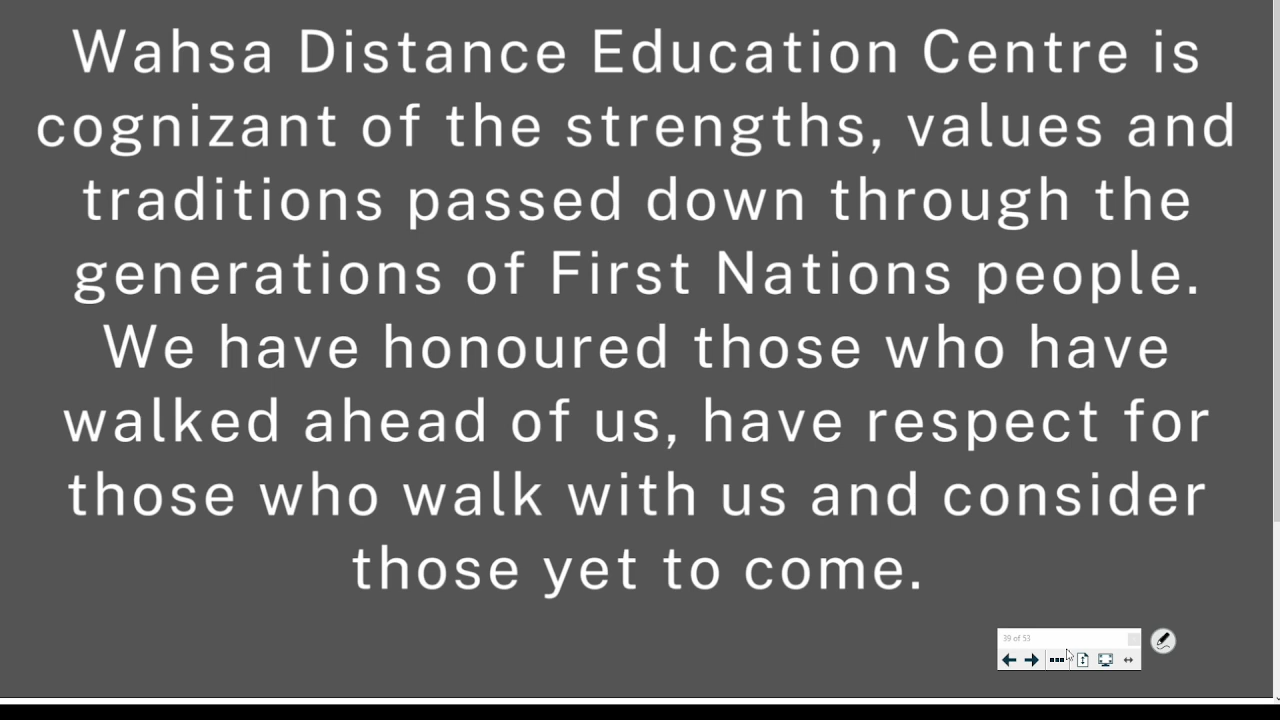 Wahsa Distance Education Centre is
cognizant of the strengths, values and
traditions passed down through the
generations of First Nations people.
We have honoured those who have
walked ahead of us, have respect for
those who walk with us and consider
those yet to come.
39 of 53